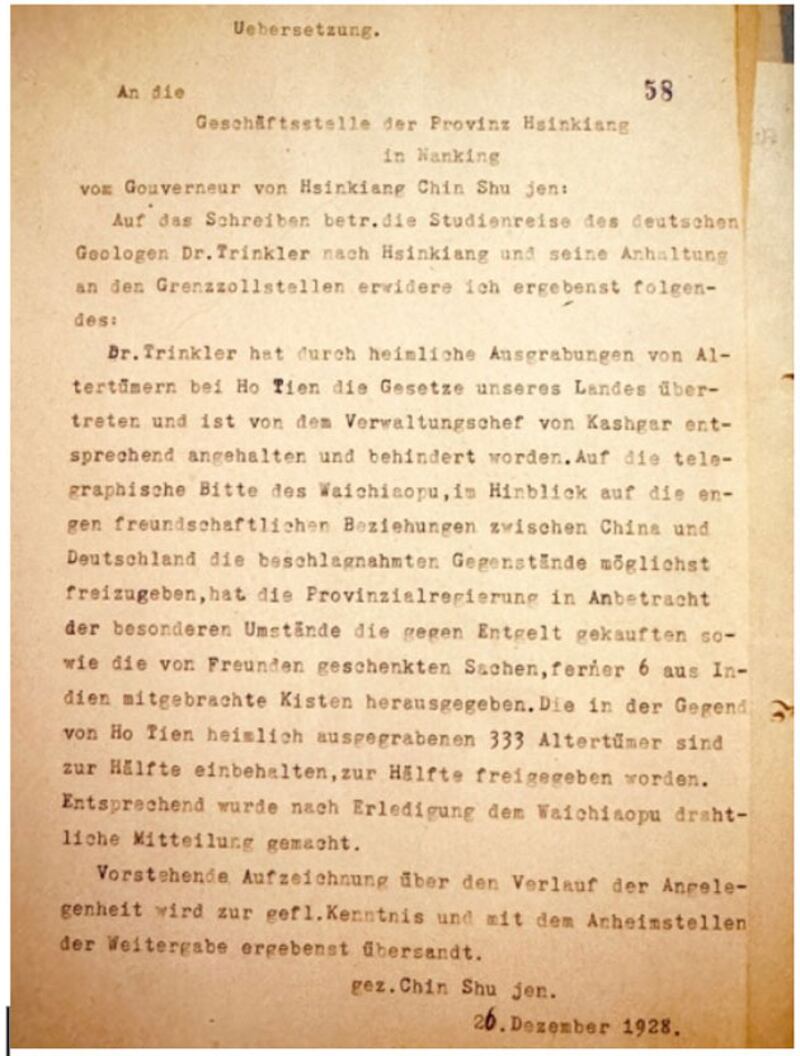 Uebersetzung.
An die
58
Geschäftsstelle der Provinz Hsinkiang
in Nanking
vom Gouverneur von Hsinkiang Chin Shu jen:
Auf das Schreiben betr.die Studienreise des deutschen
Geologen Dr.Trinkler nach Hsinkiang und seine Anhaltung
an den Grenzzollstellen erwidere ich ergebenst folgen-
des:
Dr.Trinkler hat durch heimliche Ausgrabungen von Al-
tertümern bei Ho Tien die Gesetze unseres Landes über-
treten und ist von dem Verwaltungschef von Kashgar ent-
sprechend angehalten und behindert worden.Auf die tele-
graphische Bitte des Waichiaopu,im Hinblick auf die en-
gen freundschaftlichen Beziehungen zwischen China und
Deutschland die beschlagnahmten Gegenstände möglichst
freizugeben,hat die Provinzialregierung in Anbetracht
der besonderen Umstände die gegen Entgelt gekauften so-
wie die von Freunden geschenkten Sachen,ferner 6 aus In-
dien mitgebrachte Kisten herausgegeben.Die in der Gegend
von Ho Tien heimlich ausgegrabenen 333 Altertümer sind
zur Hälfte einbehalten,zur Hälfte freigegeben worden.
Entsprechend wurde nach Erledigung dem Waichiaopu draht-
liche Mitteilung gemacht.
Vorstehende Aufzeichnung über den Verlauf der Angele-
genheit wird zur gefl.Kenntnis und mit dem Anheimstellen
der Weitergabe ergebenst übersandt.
gez.Chin Shu jen.
26.Dezember 1928.